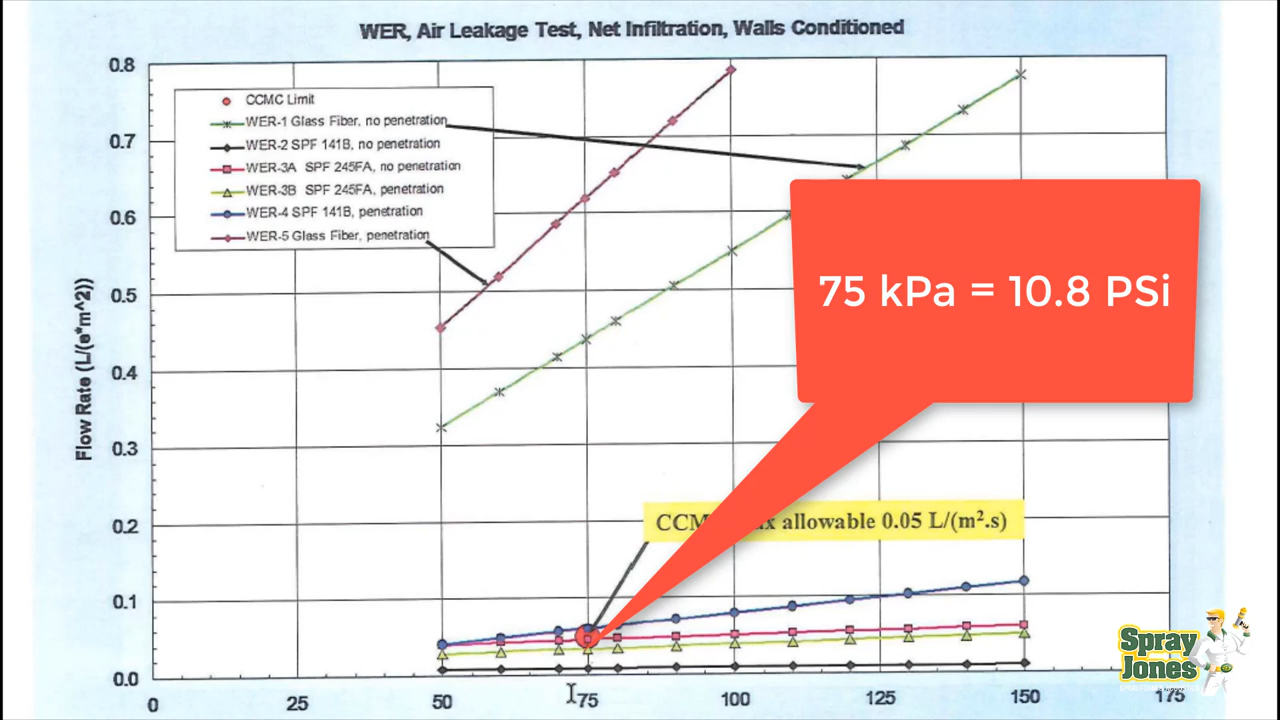 WER, Air Leakage Test, Net Infiltration, Walls Conditioned
0.8
0.7
0.6
0.5
0.4
0.3
0.2
0.1
0.0
Flow Rate (L/(e*m^2))
CCMC Limit
WER-1 Glass Fiber, no penetration
WER-2 SPF 141B, no penetration
WER-3A SPF 245FA, no penetration
WER-3B SPF 245FA, penetration
WER-4 SPF 141B, penetration
WER-5 Glass Fiber, penetration
75 kPa = 10.8 PSi
allowable 0.05 L/(m².s)
0 25 50 75 100 125 150 175
Spray
Jones